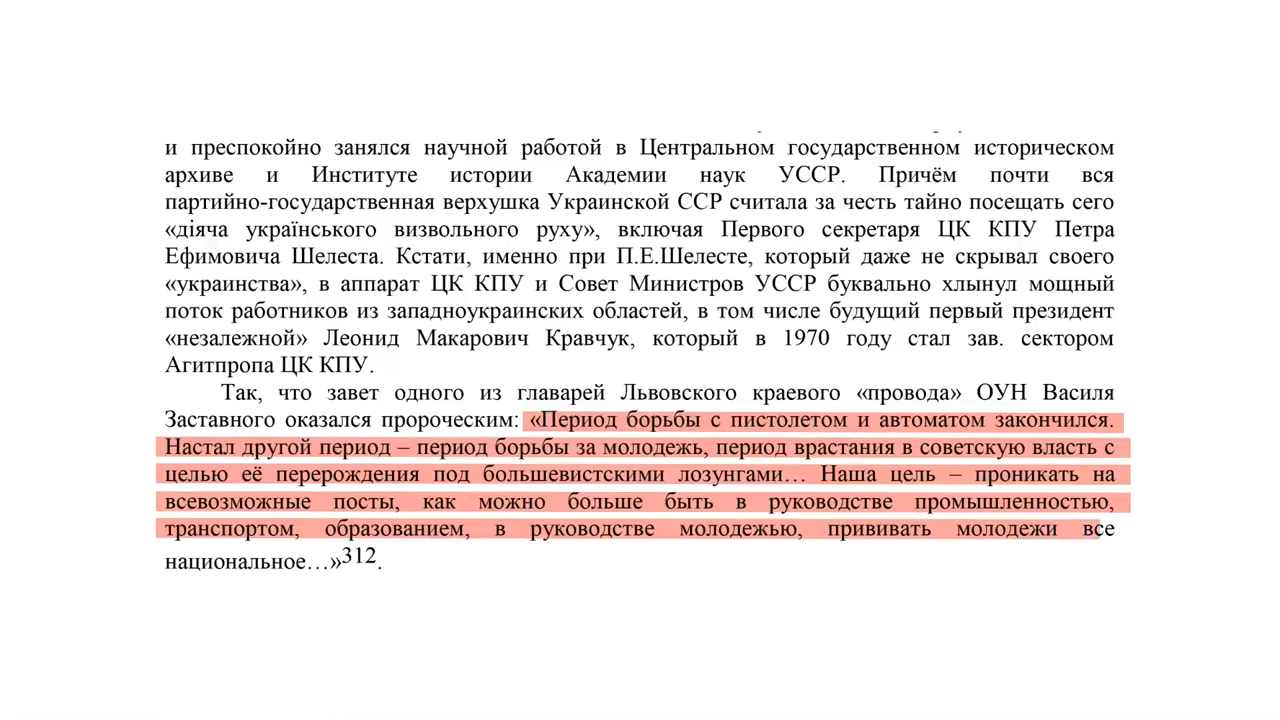 и преспокойно занялся научной работой в Центральном государственном историческом
архиве и Институте истории Академии наук УССР. Причём почти вся
партийно-государственная верхушка Украинской ССР считала за честь тайно посещать сего
«діяча українського визвольного руху», включая Первого секретаря ЦК КПУ Петра
Ефимовича Шелеста. Кстати, именно при П.Е.Шелесте, который даже не скрывал своего
«украинства», в аппарат ЦК КПУ и Совет Министров УССР буквально хлынул мощный
поток работников из западноукраинских областей, в том числе будущий первый президент
«незалежной» Леонид Макарович Кравчук, который в 1970 году стал зав. сектором
Агитпропа ЦК КПУ.
Так, что завет одного из главарей Львовского краевого «провода» ОУН Василя
Заставного оказался пророческим: «Период борьбы с пистолетом и автоматом закончился.
Настал другой период – период борьбы за молодежь, период врастания в советскую власть с
целью её перерождения под большевистскими лозунгами… Наша цель – проникать на
всевозможные посты, как можно больше быть в руководстве промышленностью,
транспортом, образованием, в руководстве молодежью, прививать молодежи все
национальное…»312.